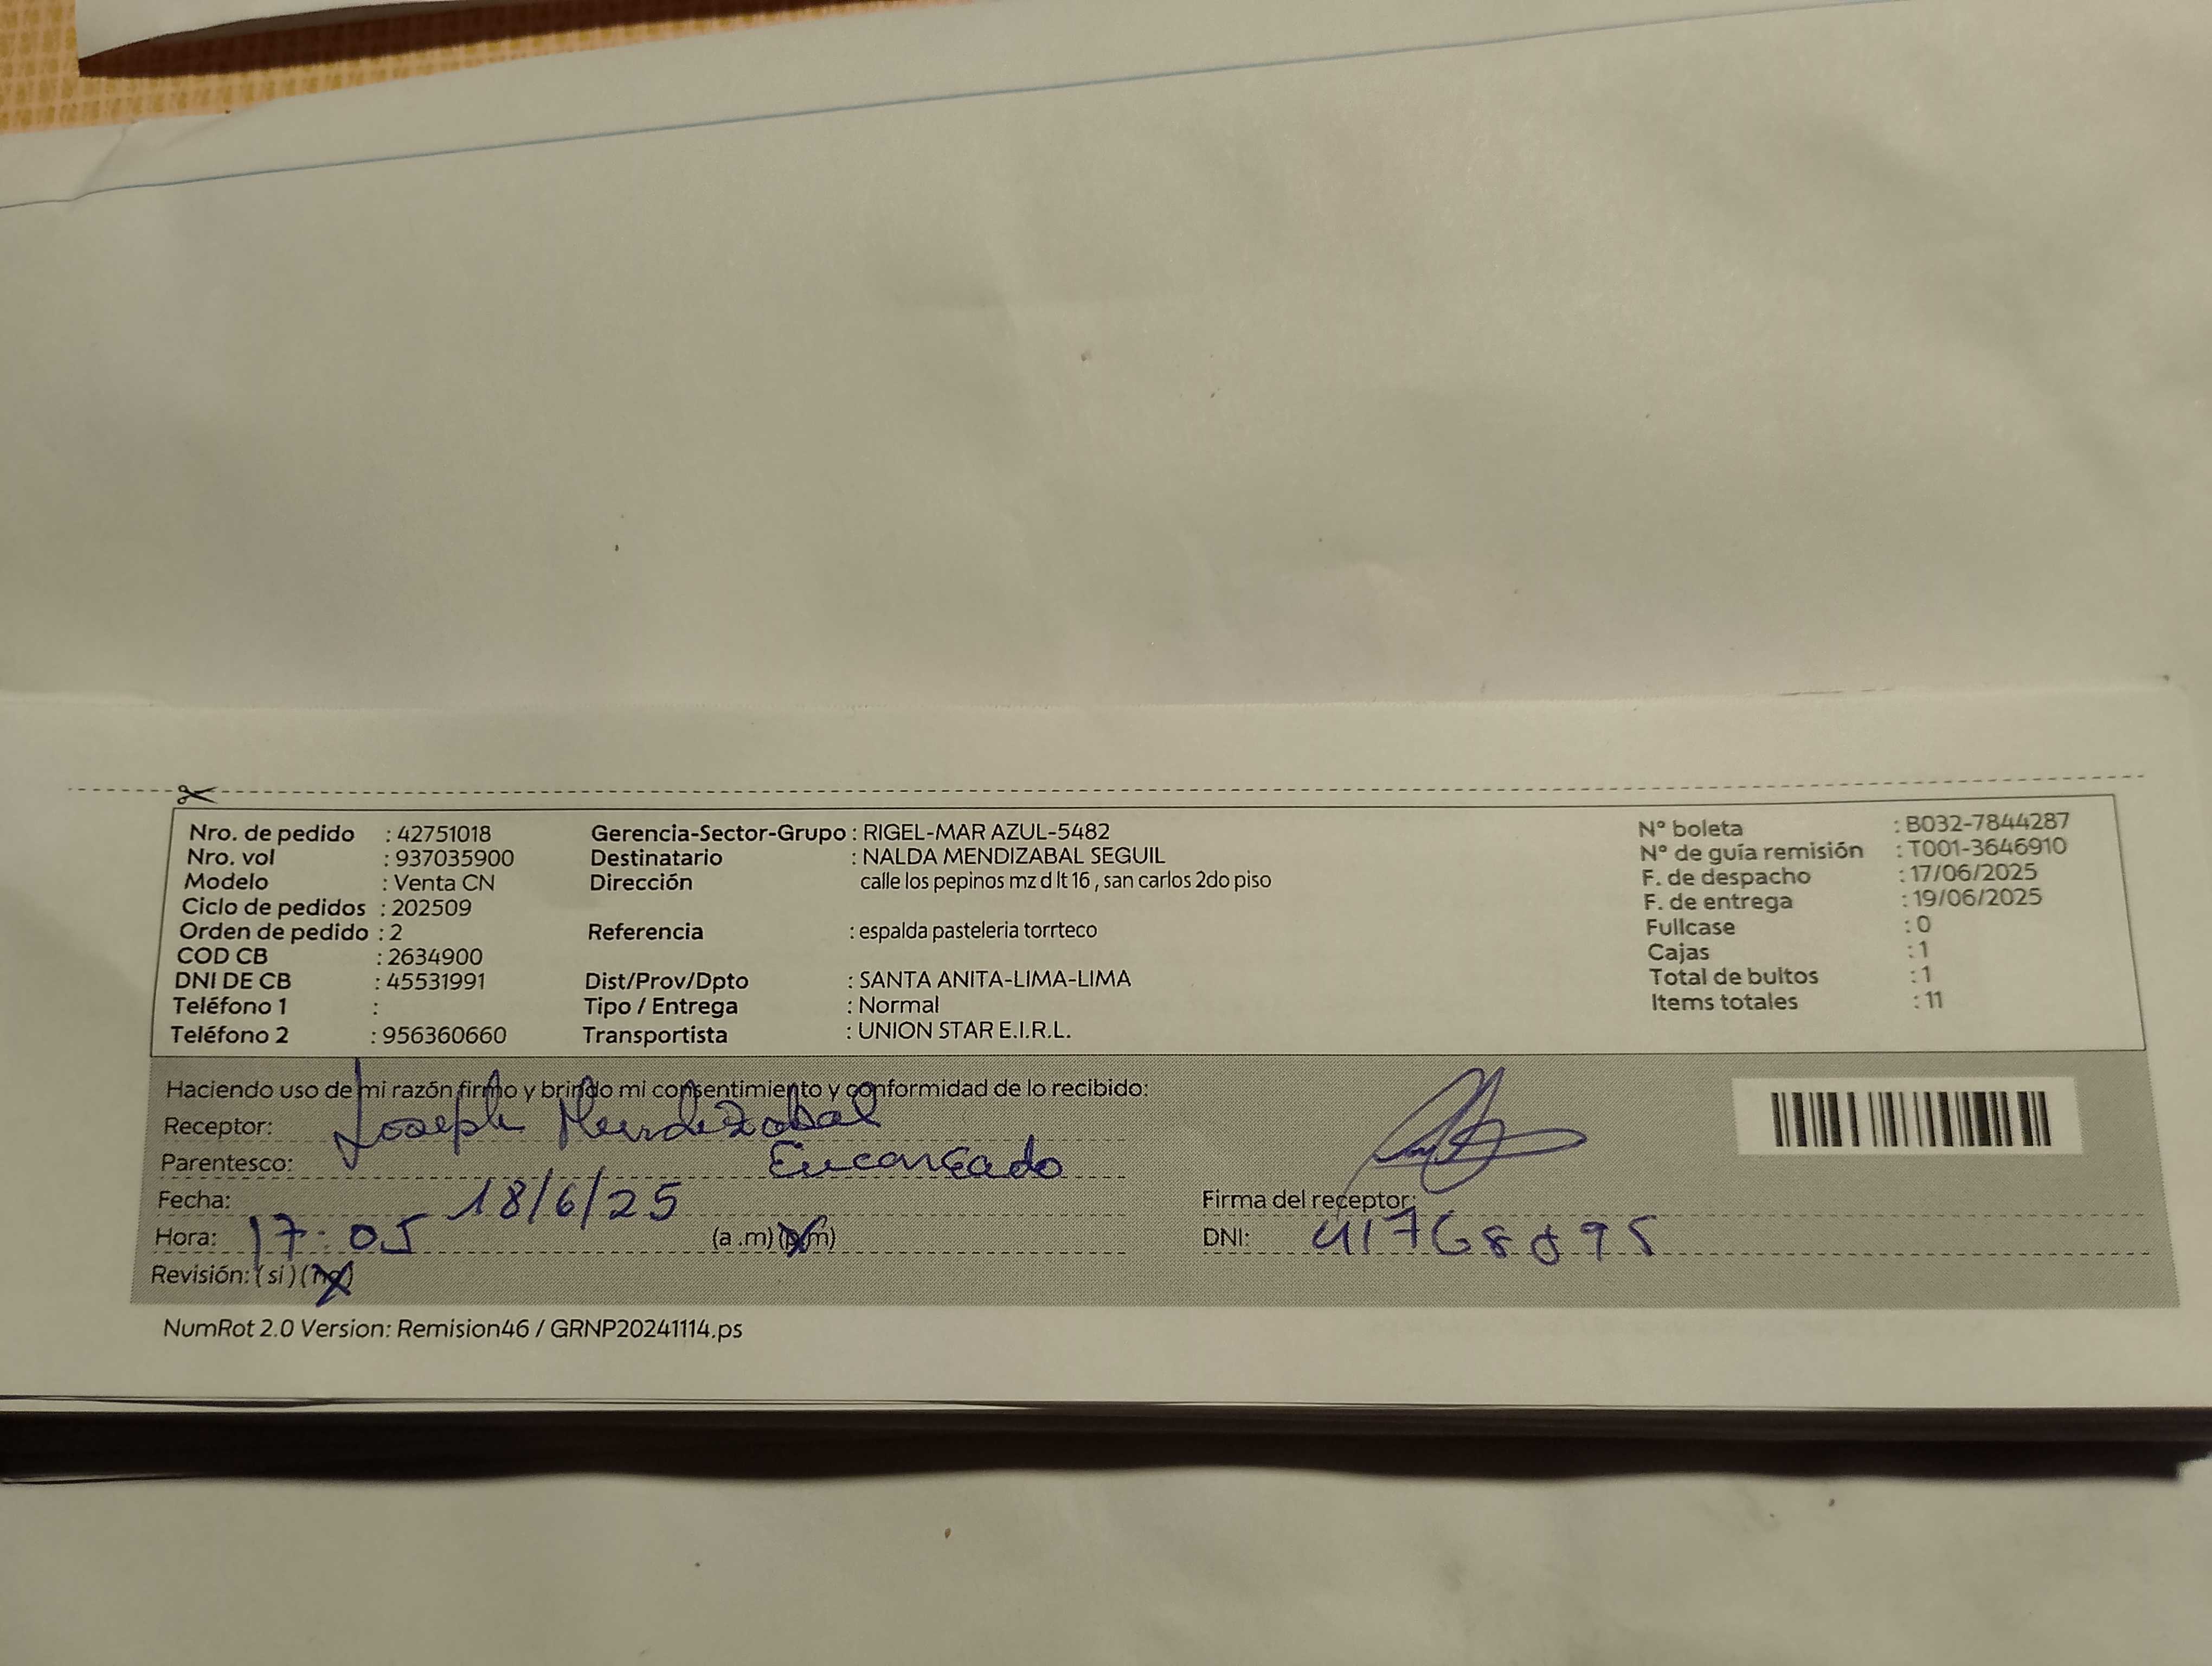 Nro. de pedido : 42751018 Gerencia-Sector-Grupo : RIGEL-MAR AZUL-5482 N° boleta : B032-7844287
Nro. vol : 937035900 Destinatario : NALDA MENDIZABAL SEGUIL N° de guía remisión : T001-3646910
Modelo : Venta CN Dirección calle los pepinos mz d lt 16 , san carlos 2do piso F. de despacho : 17/06/2025
Ciclo de pedidos : 202509 F. de entrega : 19/06/2025
Orden de pedido : 2 Referencia : espalda pasteleria torrteco Fullcase : 0
COD CB : 2634900 Cajas : 1
DNI DE CB : 45531991 Dist/Prov/Dpto : SANTA ANITA-LIMA-LIMA Total de bultos : 1
Teléfono 1 : Tipo / Entrega : Normal Items totales : 11
Teléfono 2 : 956360660 Transportista : UNION STAR E.I.R.L.
Haciendo uso de mi razón firmo y brindo mi consentimiento y conformidad de lo recibido:
Receptor: Joseph Mendizabal
Parentesco: Encargado
Fecha: 18/6/25 Firma del receptor:
Hora: 17:05 (a .m) (p.m) DNI: 41768895
Revisión: (si) (no)
NumRot 2.0 Version: Remision46 / GRNP20241114.ps